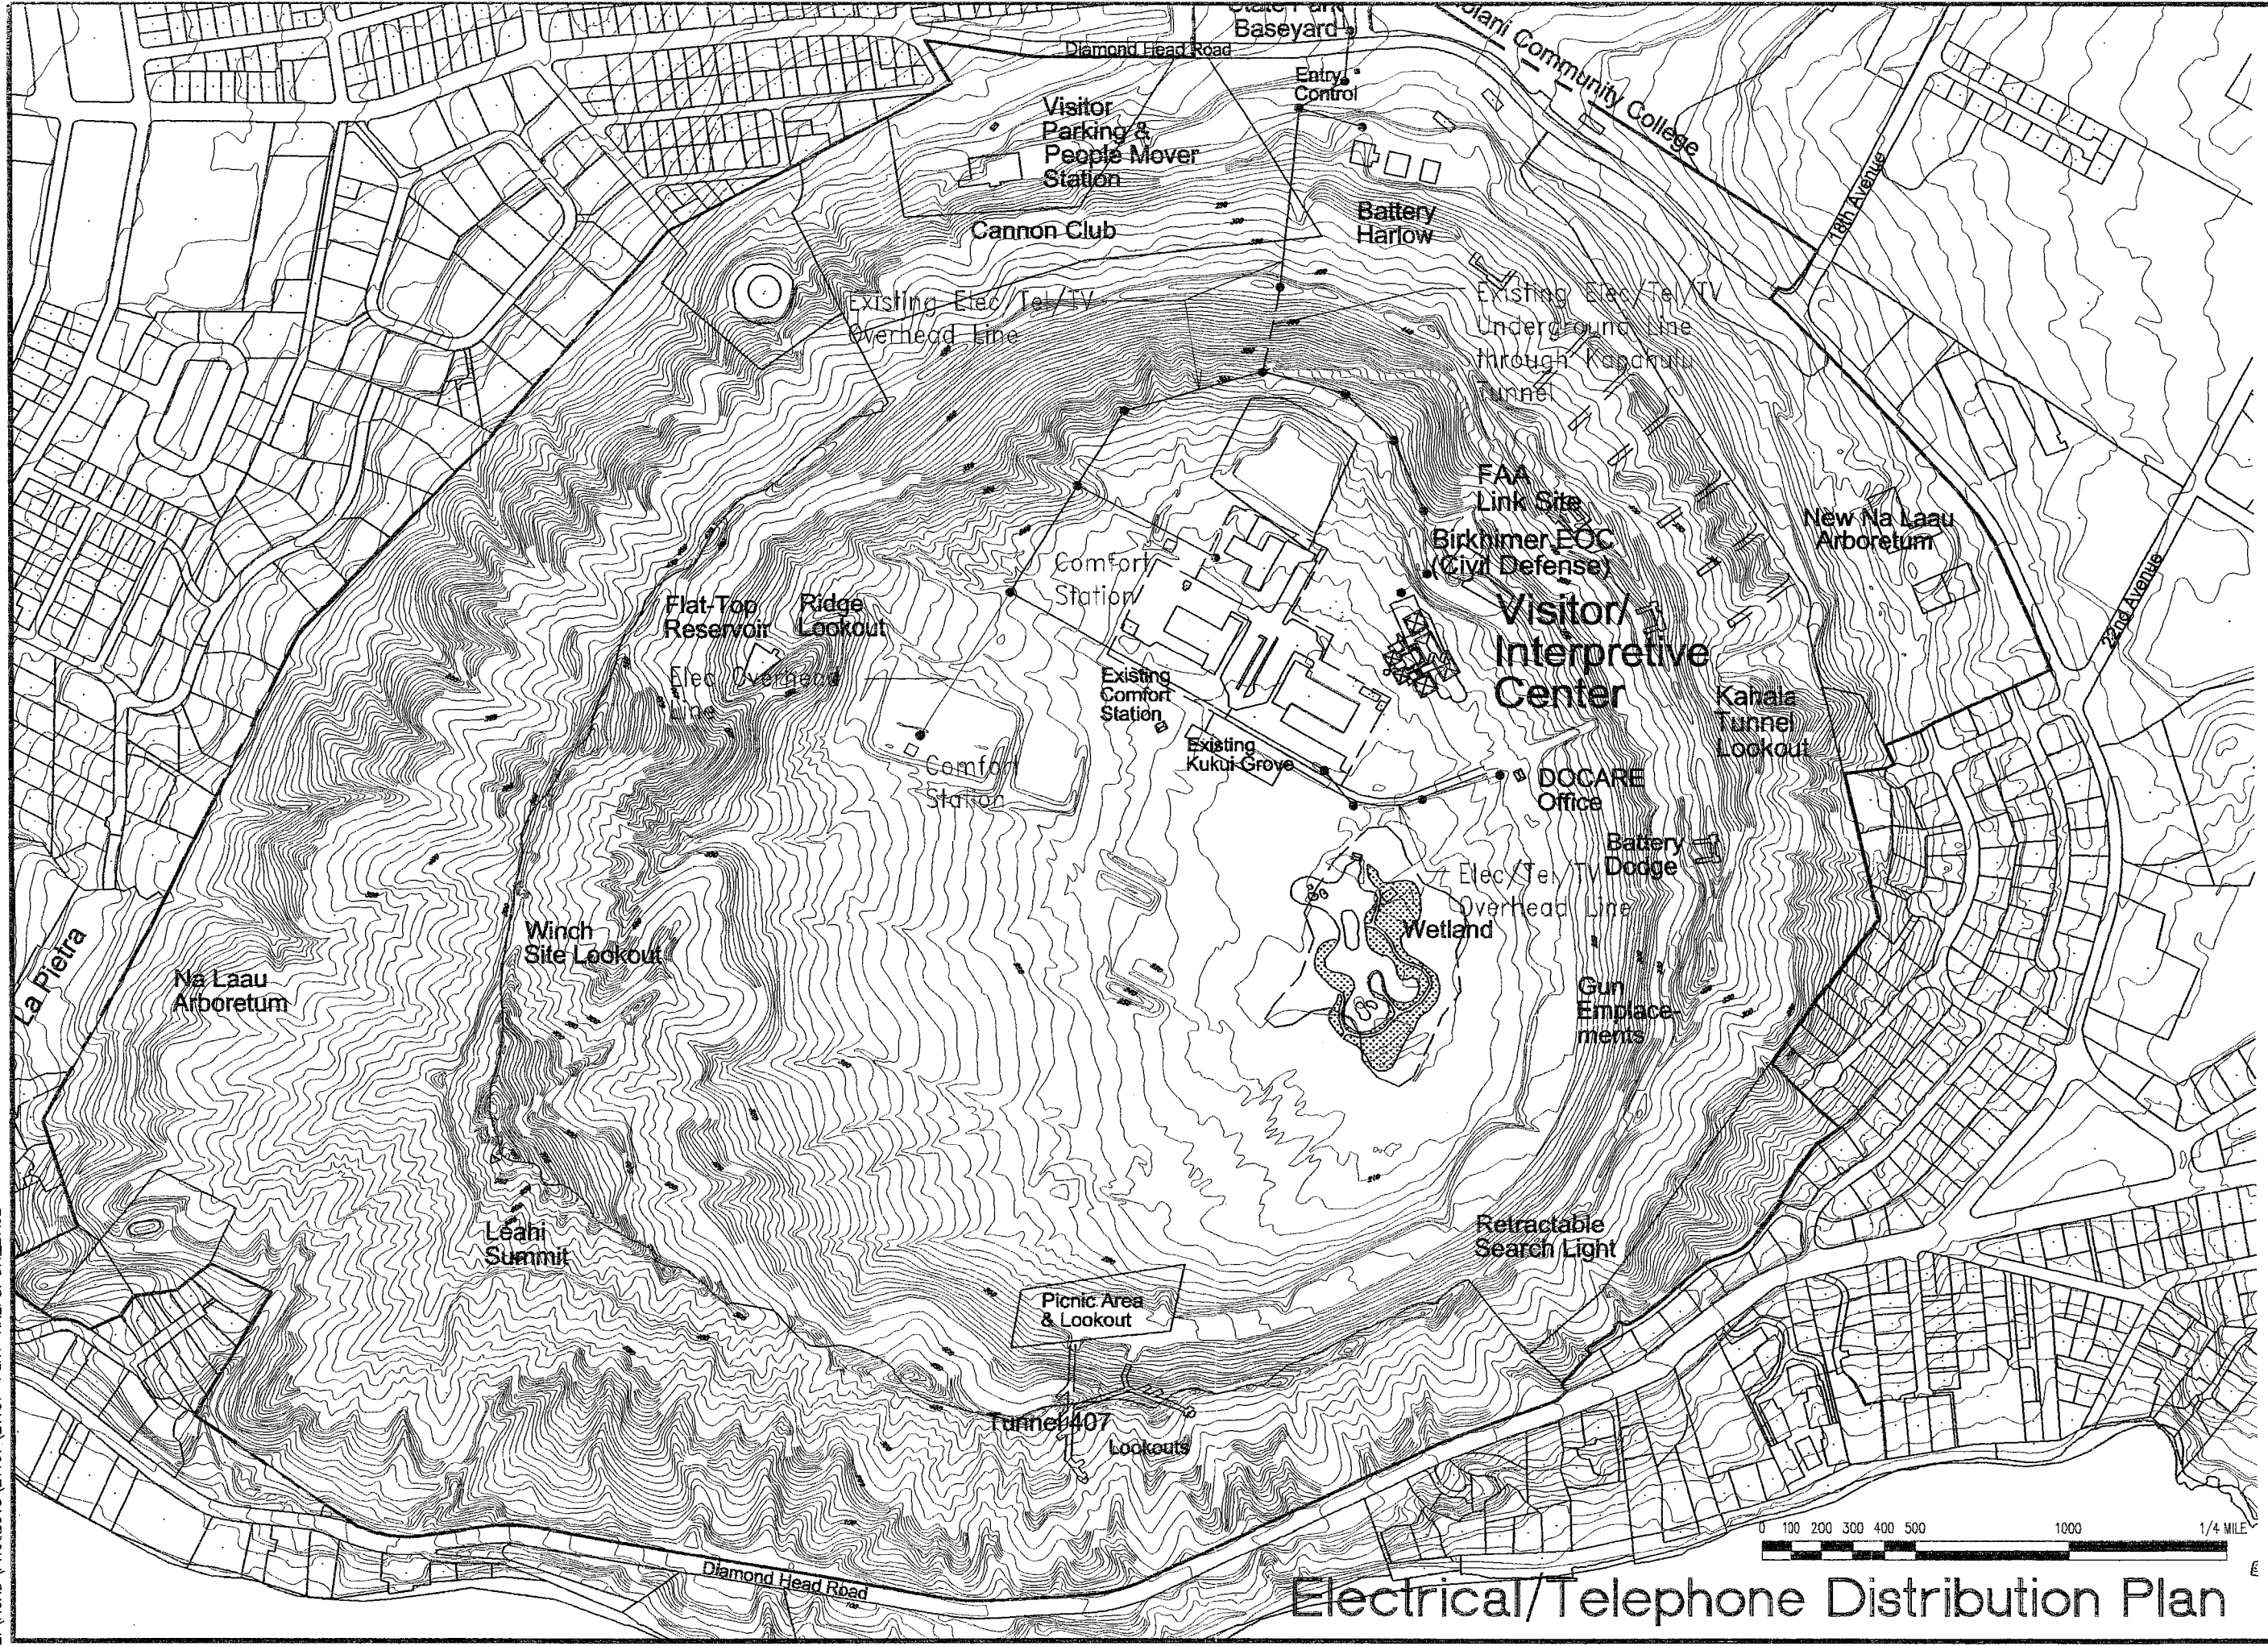 Baseyard
Diamond Head Road
Community College
Entry
Control
Visitor
Parking &
People Mover
Station
18th Avenue
Battery
Harlow
Cannon Club
Existing Elec/Tel/TV
Overhead Line
Existing Elec/Tel/TV
Underground Line
through Kapahulu
Tunnel
FAA
Link Site
New Na Laau
Arboretum
Birkhimer EOC
(Civil Defense)
Comfort
Station
22nd Avenue
Flat-Top
Reservoir
Ridge
Lookout
Visitor/
Interpretive
Center
Elec Overhead
Line
Existing
Comfort
Station
Kahala
Tunnel
Lookout
Existing
Kukui Grove
Comfort
Station
DOCARE
Office
Battery
Dodge
Elec/Tel/TV
Overhead Line
Wetland
Winch
Site Lookout
La Pietra
Na Laau
Arboretum
Gun
Emplace-
ments
Leahi
Summit
Retractable
Search Light
Picnic Area
& Lookout
Tunnel 407
Lookouts
0 100 200 300 400 500 1000 1/4 MILE
Diamond Head Road
Electrical/Telephone Distribution Plan